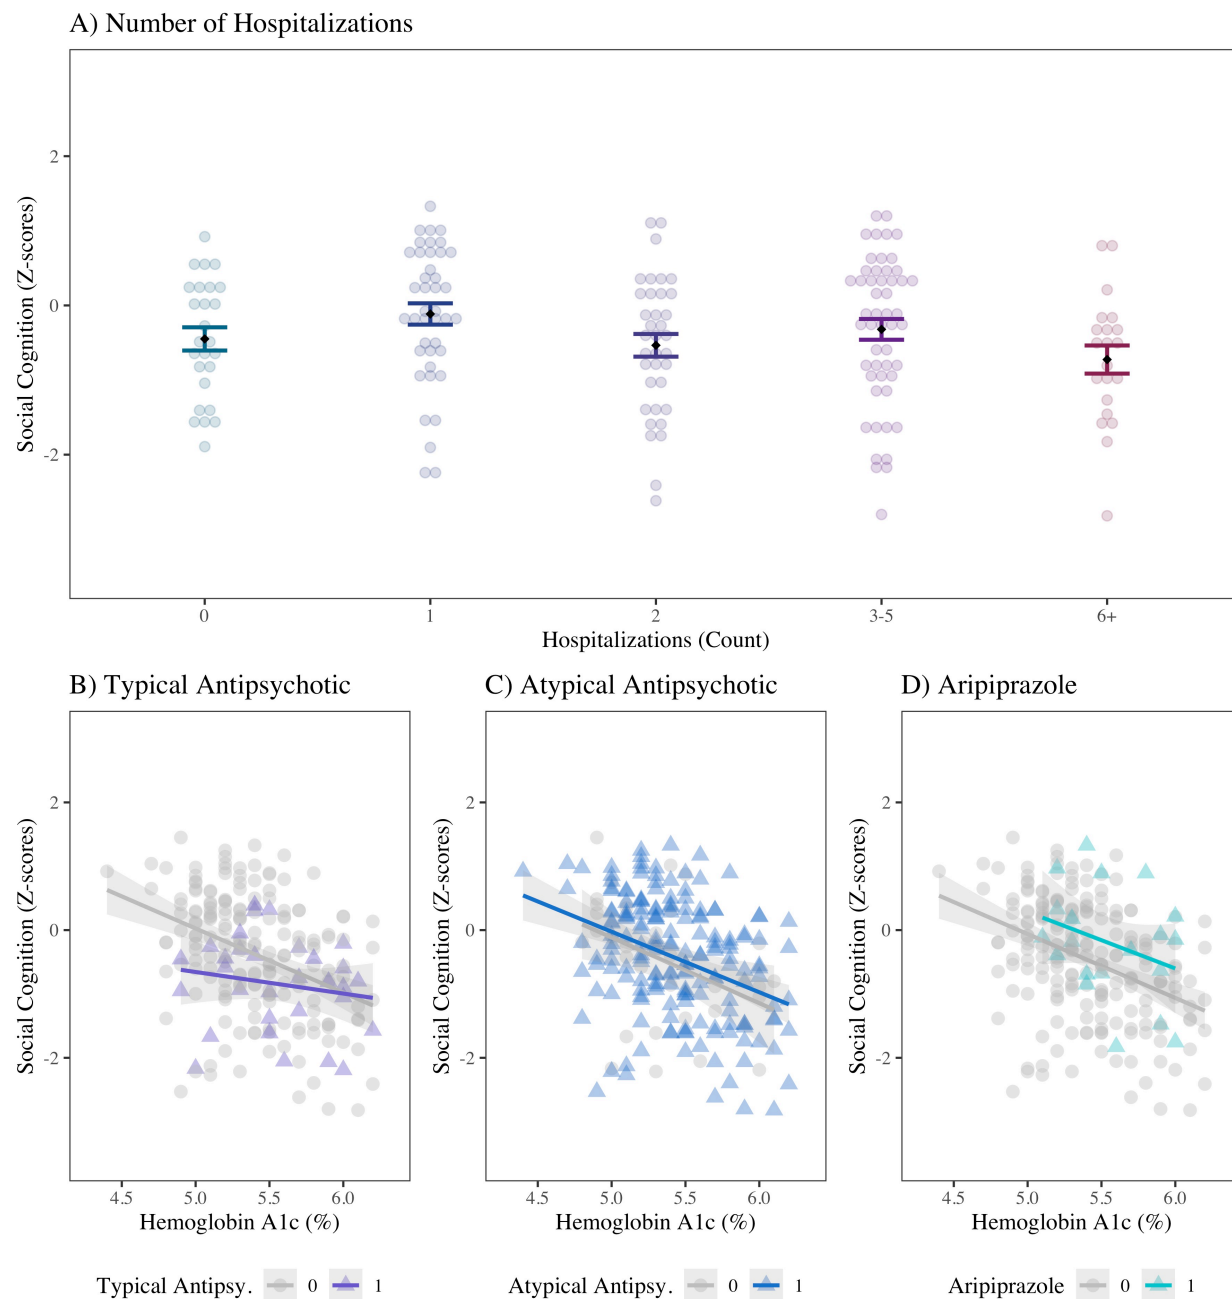 A) Number of Hospitalizations
Social Cognition (Z-scores)
2
0
-2
0 1 2 3-5 6+
Hospitalizations (Count)
B) Typical Antipsychotic
C) Atypical Antipsychotic
D) Aripiprazole
Social Cognition (Z-scores)
2
0
-2
4.5 5.0 5.5 6.0
Hemoglobin A1c (%)
Social Cognition (Z-scores)
2
0
-2
4.5 5.0 5.5 6.0
Hemoglobin A1c (%)
Social Cognition (Z-scores)
2
0
-2
4.5 5.0 5.5 6.0
Hemoglobin A1c (%)
Typical Antipsy. 0 1
Atypical Antipsy. 0 1
Aripiprazole 0 1